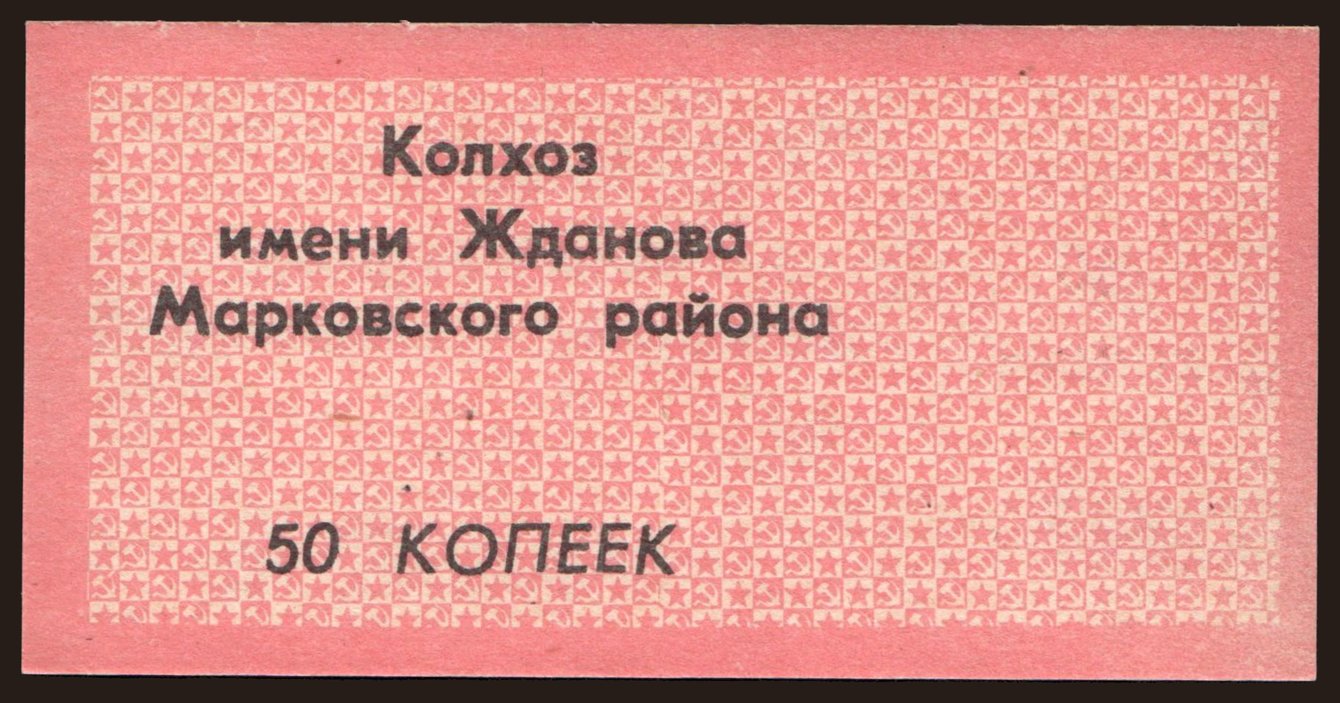 Колхоз
имени Жданова
Марковского района
50 КОПЕЕК